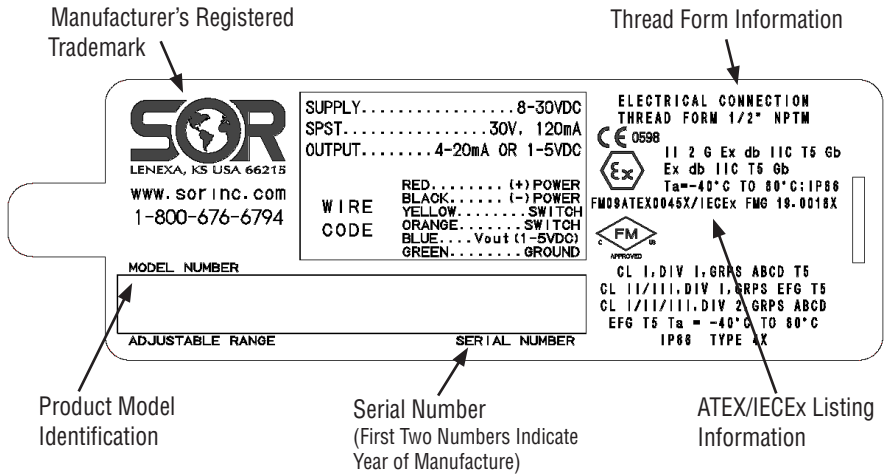 Manufacturer's Registered
Trademark
Thread Form Information
SOR
LENEXA, KS USA 66215
www.sorinc.com
1-800-676-6794
SUPPLY..................8-30VDC
SPST..................30V, 120mA
OUTPUT.........4-20mA OR 1-5VDC
WIRE
CODE
RED.......(+)POWER
BLACK......(-)POWER
YELLOW........SWITCH
ORANGE........SWITCH
BLUE....Vout(1-5VDC)
GREEN........GROUND
ELECTRICAL CONNECTION
THREAD FORM 1/2" NPTM
CE 0598
Ex
II 2 G Ex db IIC T5 Gb
Ex db IIC T5 Gb
Ta=-40°C TO 80°C; IP66
FM09ATEX0045X/IECEx FMG 19.0016X
C FM US
APPROVED
CL I, DIV I, GRPS ABCD T5
CL II/III, DIV I, GRPS EFG T5
CL I/II/III, DIV 2, GRPS ABCD
EFG T5 Ta = -40°C TO 80°C
IP66 TYPE 4X
MODEL NUMBER
ADJUSTABLE RANGE
SERIAL NUMBER
Product Model
Identification
Serial Number
(First Two Numbers Indicate
Year of Manufacture)
ATEX/IECEx Listing
Information